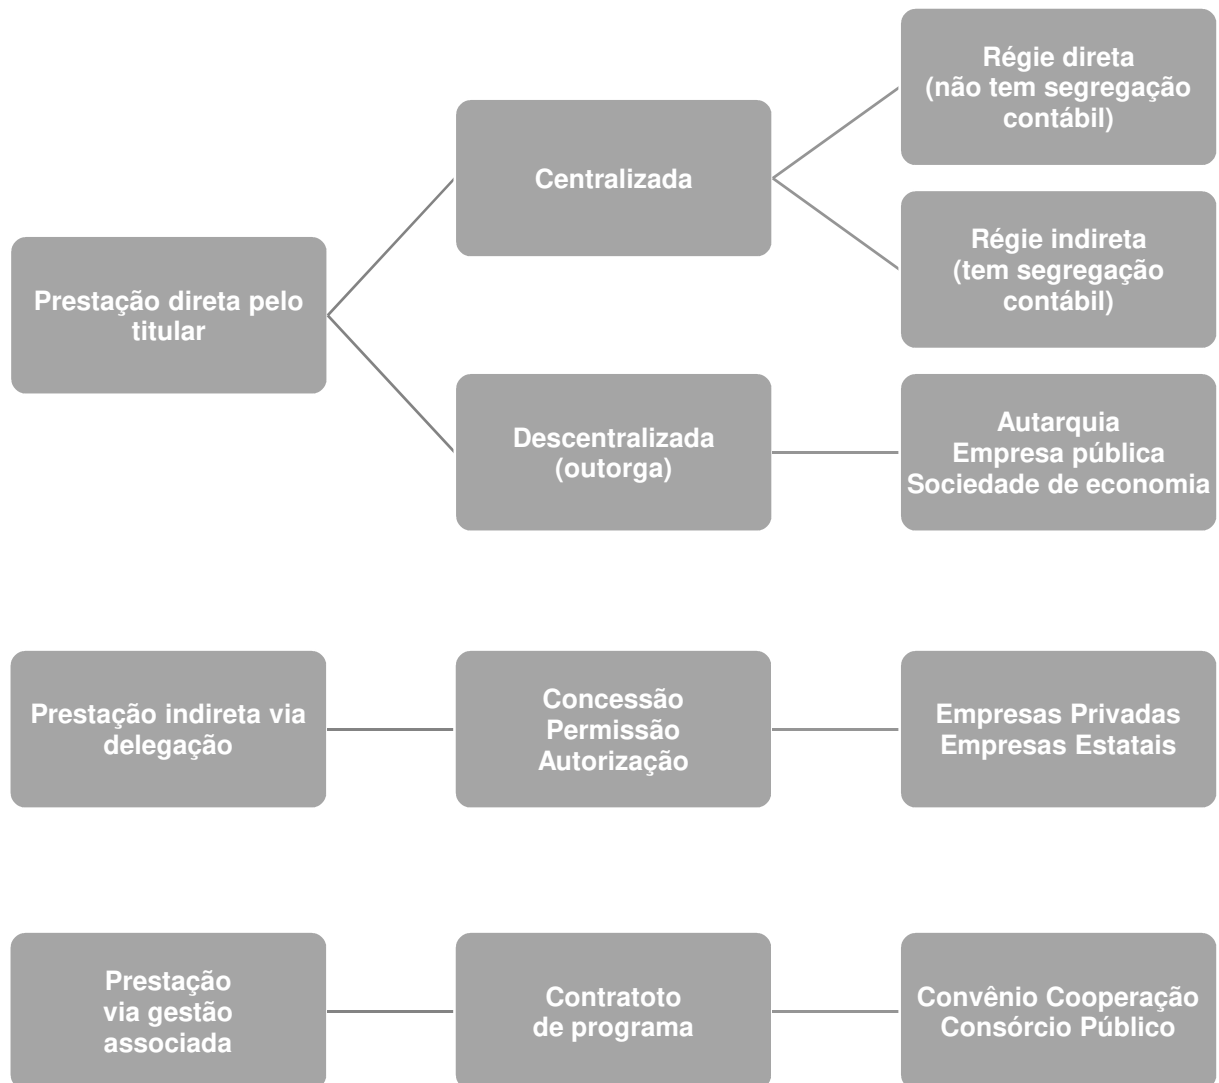 Régie direta
(não tem segregação
contábil)
Centralizada
Régie indireta
(tem segregação
contábil)
Prestação direta pelo
titular
Descentralizada
(outorga)
Autarquia
Empresa pública
Sociedade de economia
Prestação indireta via
delegação
Concessão
Permissão
Autorização
Empresas Privadas
Empresas Estatais
Prestação
via gestão
associada
Contratoto
de programa
Convênio Cooperação
Consórcio Público